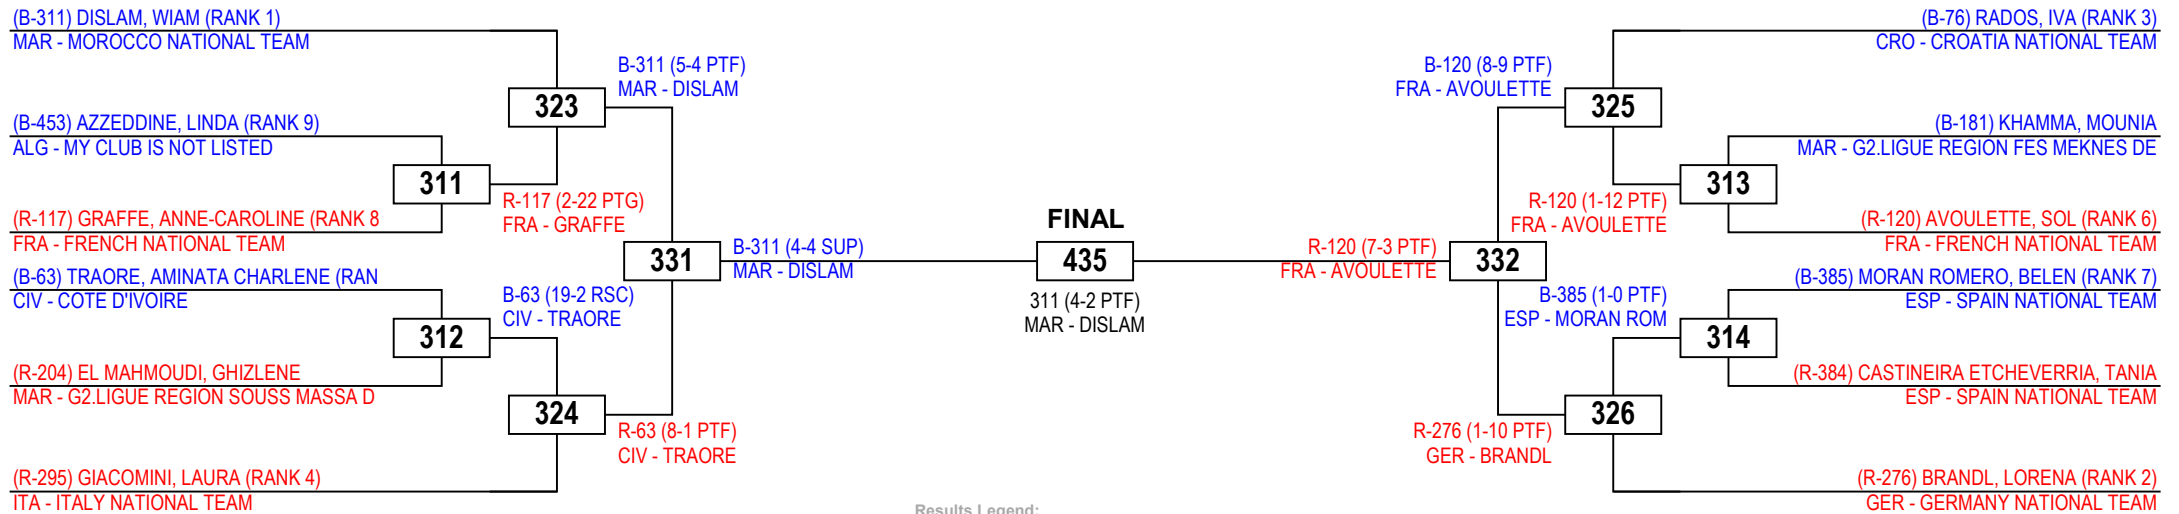 (B-311) DISLAM, WIAM (RANK 1)
MAR - MOROCCO NATIONAL TEAM
(B-453) AZZEDDINE, LINDA (RANK 9)
ALG - MY CLUB IS NOT LISTED
(R-117) GRAFFE, ANNE-CAROLINE (RANK 8
FRA - FRENCH NATIONAL TEAM
(B-63) TRAORE, AMINATA CHARLENE (RAN
CIV - COTE D'IVOIRE
(R-204) EL MAHMOUDI, GHIZLENE
MAR - G2.LIGUE REGION SOUSS MASSA D
(R-295) GIACOMINI, LAURA (RANK 4)
ITA - ITALY NATIONAL TEAM
311
312
R-117 (2-22 PTG)
FRA - GRAFFE
B-63 (19-2 RSC)
CIV - TRAORE
323
324
B-311 (5-4 PTF)
MAR - DISLAM
R-63 (8-1 PTF)
CIV - TRAORE
331
B-311 (4-4 SUP)
MAR - DISLAM
FINAL
435
311 (4-2 PTF)
MAR - DISLAM
Results Legend:
R-120 (7-3 PTF)
FRA - AVOULETTE
332
B-120 (8-9 PTF)
FRA - AVOULETTE
R-276 (1-10 PTF)
GER - BRANDL
325
326
R-120 (1-12 PTF)
FRA - AVOULETTE
B-385 (1-0 PTF)
ESP - MORAN ROM
313
314
(B-76) RADOS, IVA (RANK 3)
CRO - CROATIA NATIONAL TEAM
(B-181) KHAMMA, MOUNIA
MAR - G2.LIGUE REGION FES MEKNES DE
(R-120) AVOULETTE, SOL (RANK 6)
FRA - FRENCH NATIONAL TEAM
(B-385) MORAN ROMERO, BELEN (RANK 7)
ESP - SPAIN NATIONAL TEAM
(R-384) CASTINEIRA ETCHEVERRIA, TANIA
ESP - SPAIN NATIONAL TEAM
(R-276) BRANDL, LORENA (RANK 2)
GER - GERMANY NATIONAL TEAM